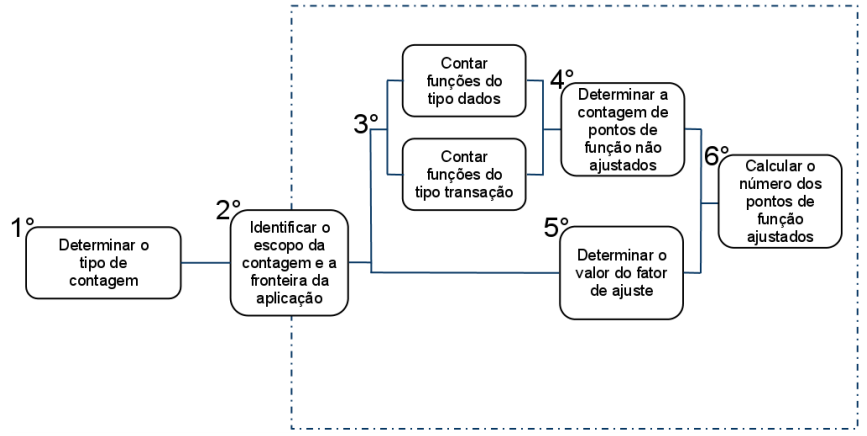 1°
Determinar o
tipo de
contagem
2°
Identificar o
escopo da
contagem e a
fronteira da
aplicação
3°
Contar
funções do
tipo dados
Contar
funções do
tipo transação
4°
Determinar a
contagem de
pontos de
função não
ajustados
5°
Determinar o
valor do fator
de ajuste
6°
Calcular o
número dos
pontos de
função
ajustados